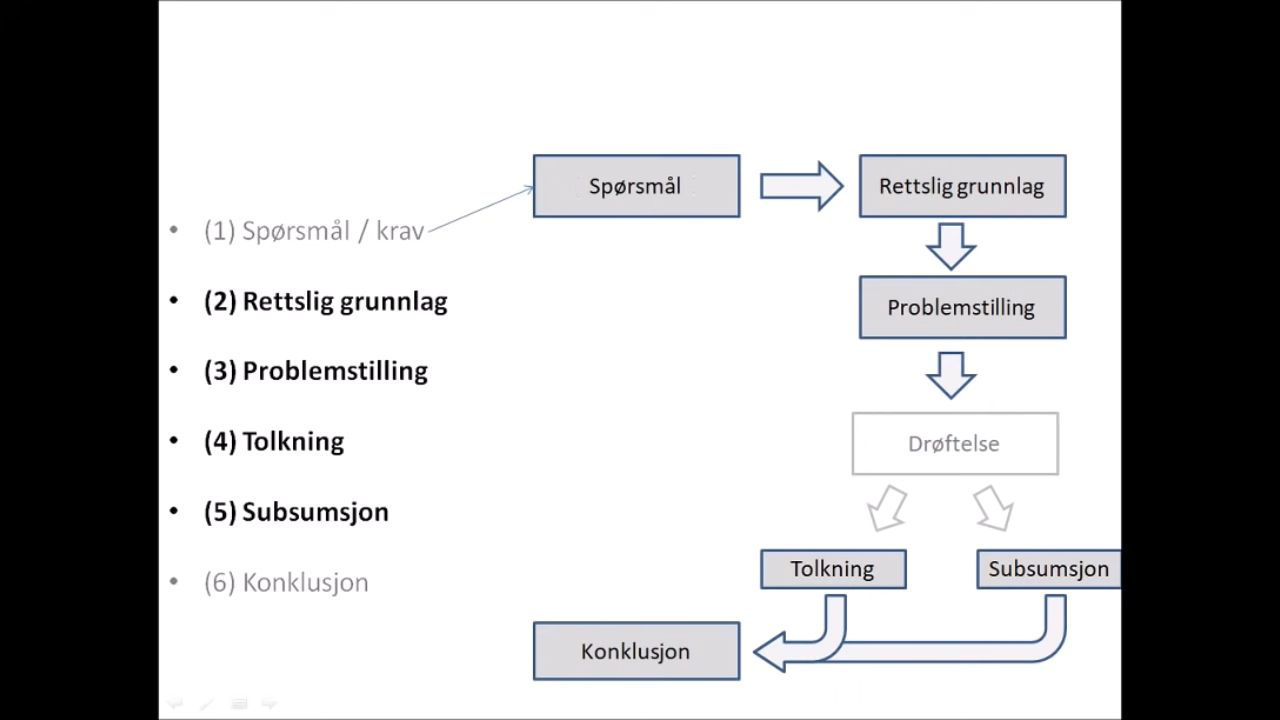 (1) Spørsmål / krav
(2) Rettslig grunnlag
(3) Problemstilling
(4) Tolkning
(5) Subsumsjon
(6) Konklusjon
Spørsmål
Rettslig grunnlag
Problemstilling
Drøftelse
Tolkning
Subsumsjon
Konklusjon